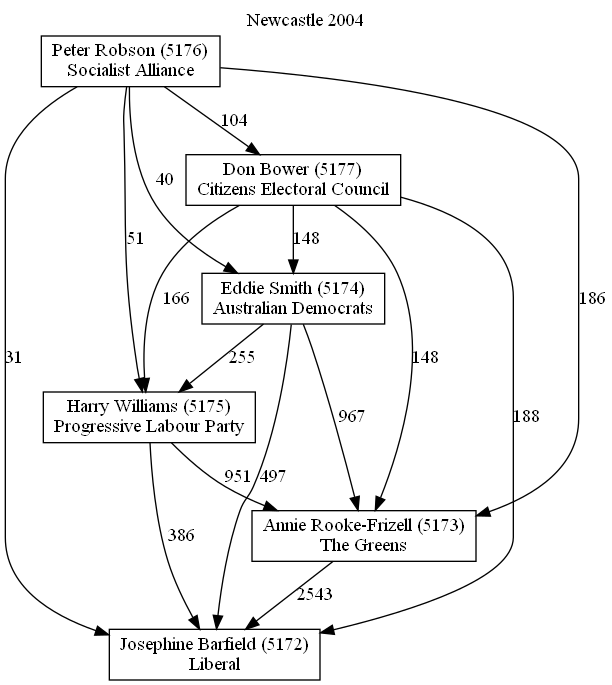 Newcastle 2004
Peter Robson (5176)
Socialist Alliance
104
Don Bower (5177)
Citizens Electoral Council
40
51
148
166
Eddie Smith (5174)
Australian Democrats
186
31
255
148
Harry Williams (5175)
Progressive Labour Party
967
188
951
497
Annie Rooke-Frizell (5173)
The Greens
386
2543
Josephine Barfield (5172)
Liberal